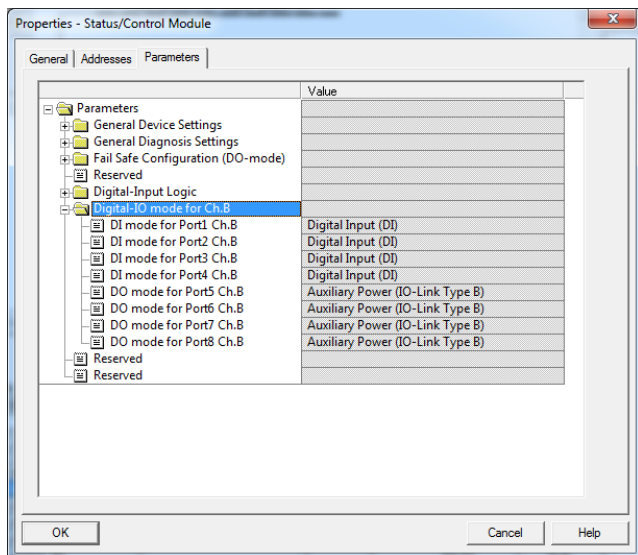 Properties - Status/Control Module
General Addresses Parameters
Value
Parameters
General Device Settings
General Diagnosis Settings
Fail Safe Configuration (DO-mode)
Reserved
Digital-Input Logic
Digital-IO mode for Ch.B
DI mode for Port1 Ch.B Digital Input (DI)
DI mode for Port2 Ch.B Digital Input (DI)
DI mode for Port3 Ch.B Digital Input (DI)
DI mode for Port4 Ch.B Digital Input (DI)
DO mode for Port5 Ch.B Auxiliary Power (IO-Link Type B)
DO mode for Port6 Ch.B Auxiliary Power (IO-Link Type B)
DO mode for Port7 Ch.B Auxiliary Power (IO-Link Type B)
DO mode for Port8 Ch.B Auxiliary Power (IO-Link Type B)
Reserved
Reserved
OK Cancel Help